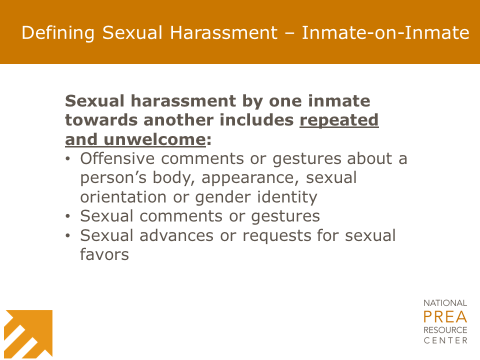 Defining Sexual Harassment – Inmate-on-Inmate
Sexual harassment by one inmate
towards another includes repeated
and unwelcome:
• Offensive comments or gestures about a
person's body, appearance, sexual
orientation or gender identity
• Sexual comments or gestures
• Sexual advances or requests for sexual
favors
NATIONAL
PREA
RESOURCE
CENTER